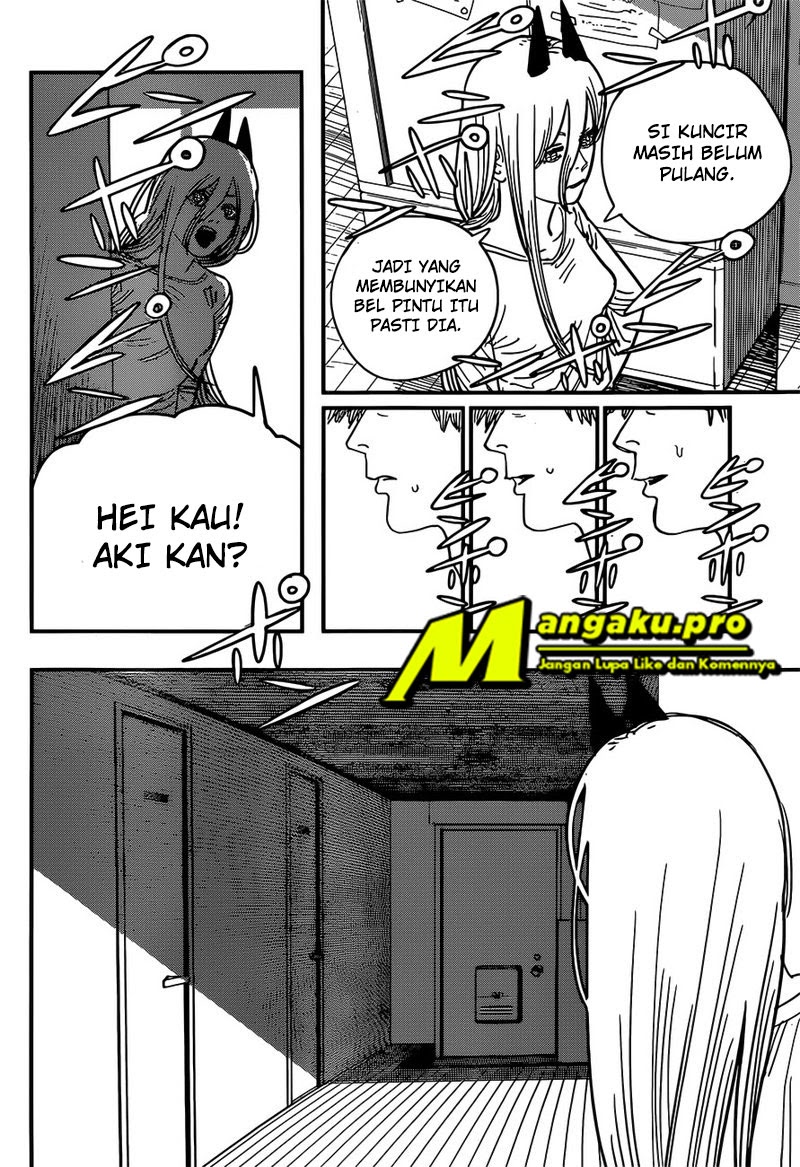 SI KUNCIR
MASIH BELUM
PULANG.
JADI YANG
MEMBUNYIKAN
BEL PINTU ITU
PASTI DIA.
HEI KAU!
AKI KAN?
Mangaku.pro
Jangan Lupa Like dan Komennya